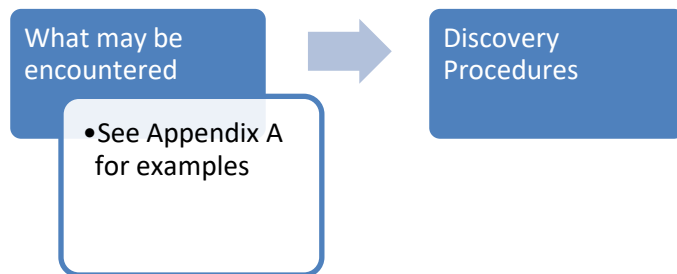 What may be
encountered
•See Appendix A
for examples
Discovery
Procedures